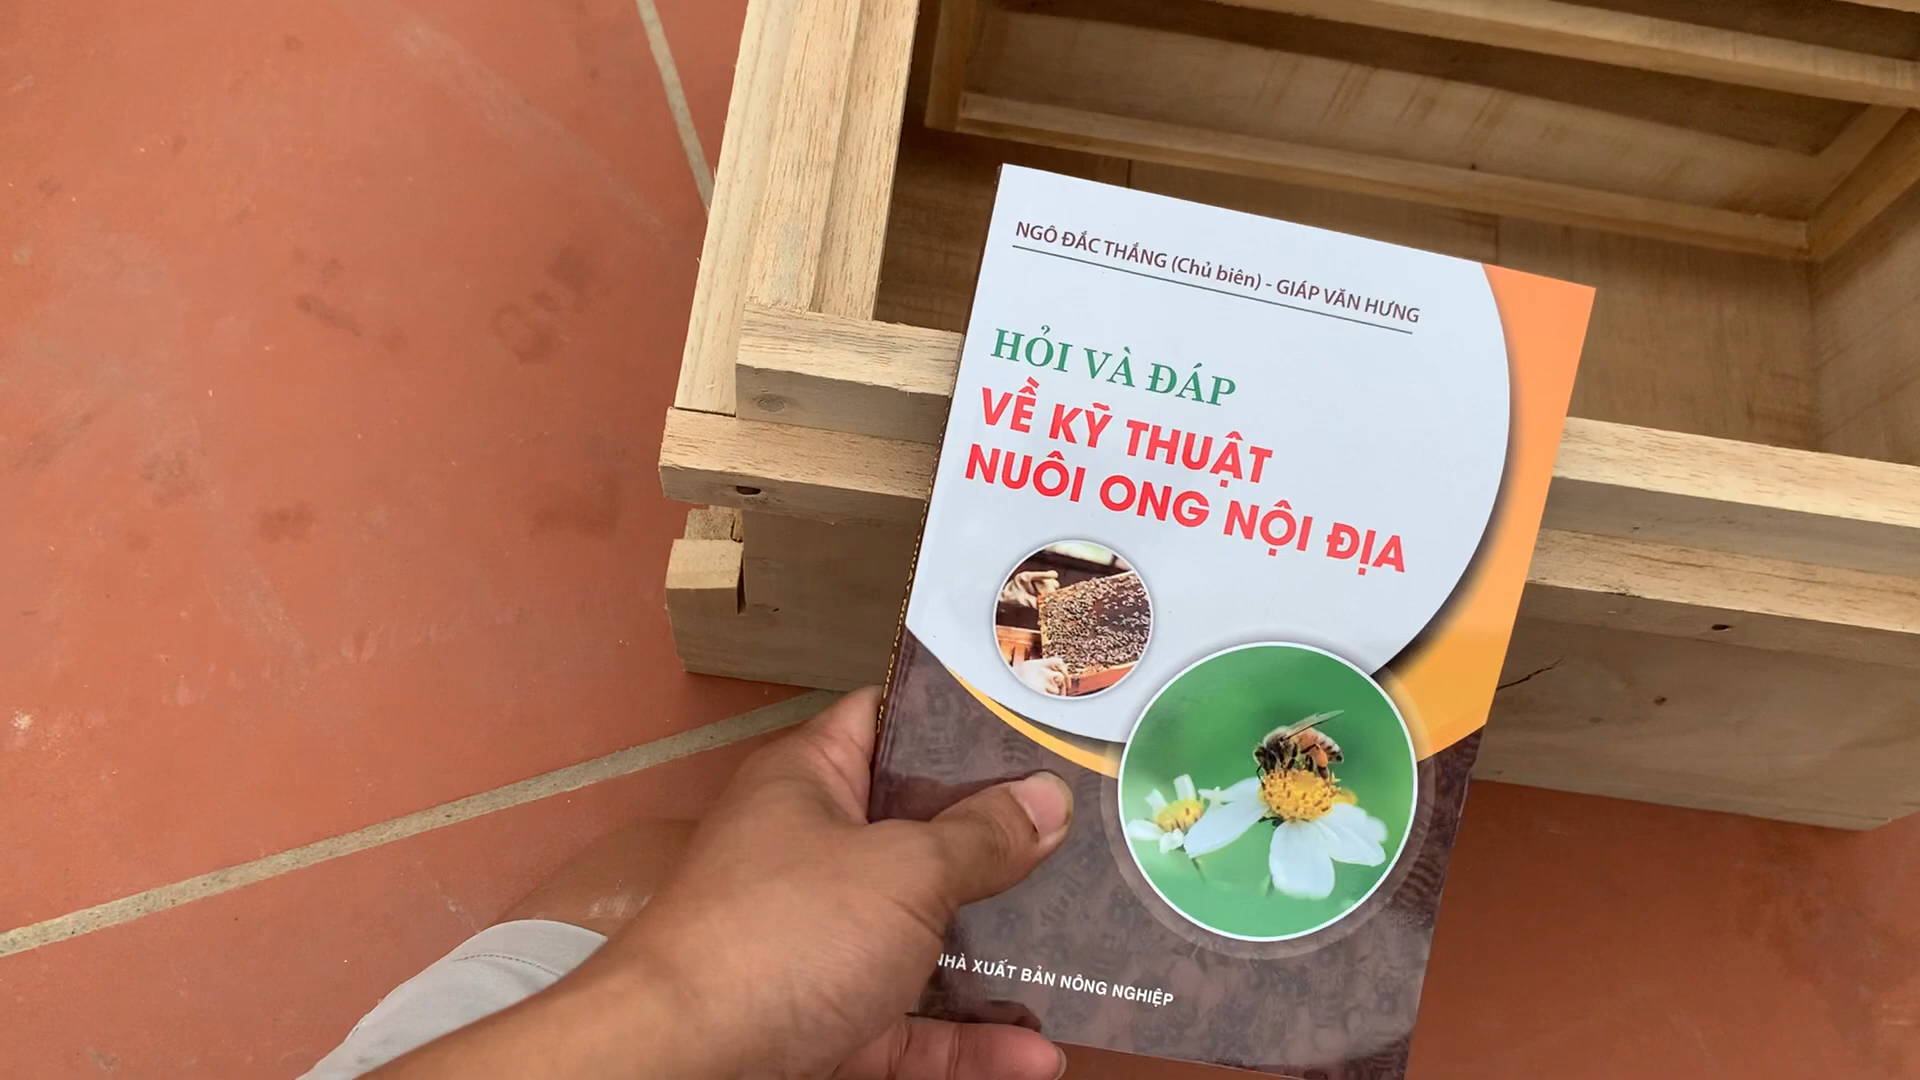 NGÔ ĐẮC THẮNG (Chủ biên) - GIÁP VĂN HƯNG
HỎI VÀ ĐÁP
VỀ KỸ THUẬT
NUÔI ONG NỘI ĐỊA
NHÀ XUẤT BẢN NÔNG NGHIỆP